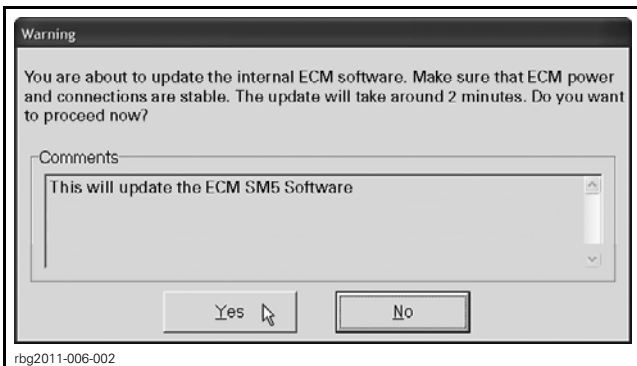 Warning
You are about to update the internal ECM software. Make sure that ECM power
and connections are stable. The update will take around 2 minutes. Do you want
to proceed now?
Comments
This will update the ECM SM5 Software
Yes
No
rbg2011-006-002